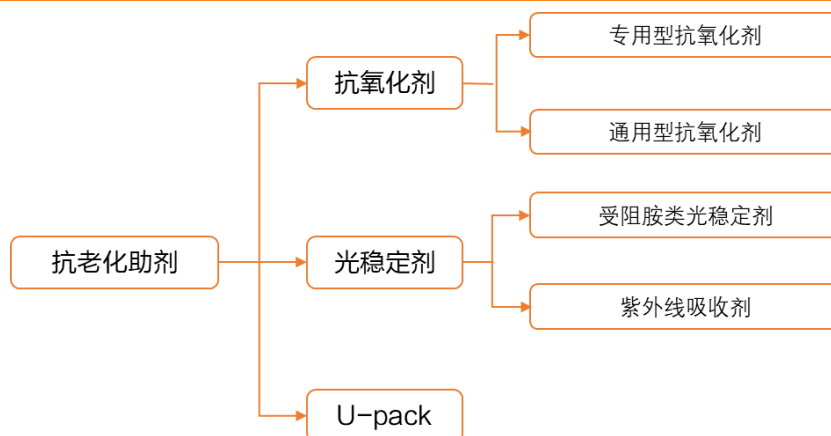 专用型抗氧化剂
抗氧化剂
通用型抗氧化剂
受阻胺类光稳定剂
抗老化助剂
光稳定剂
紫外线吸收剂
U-pack